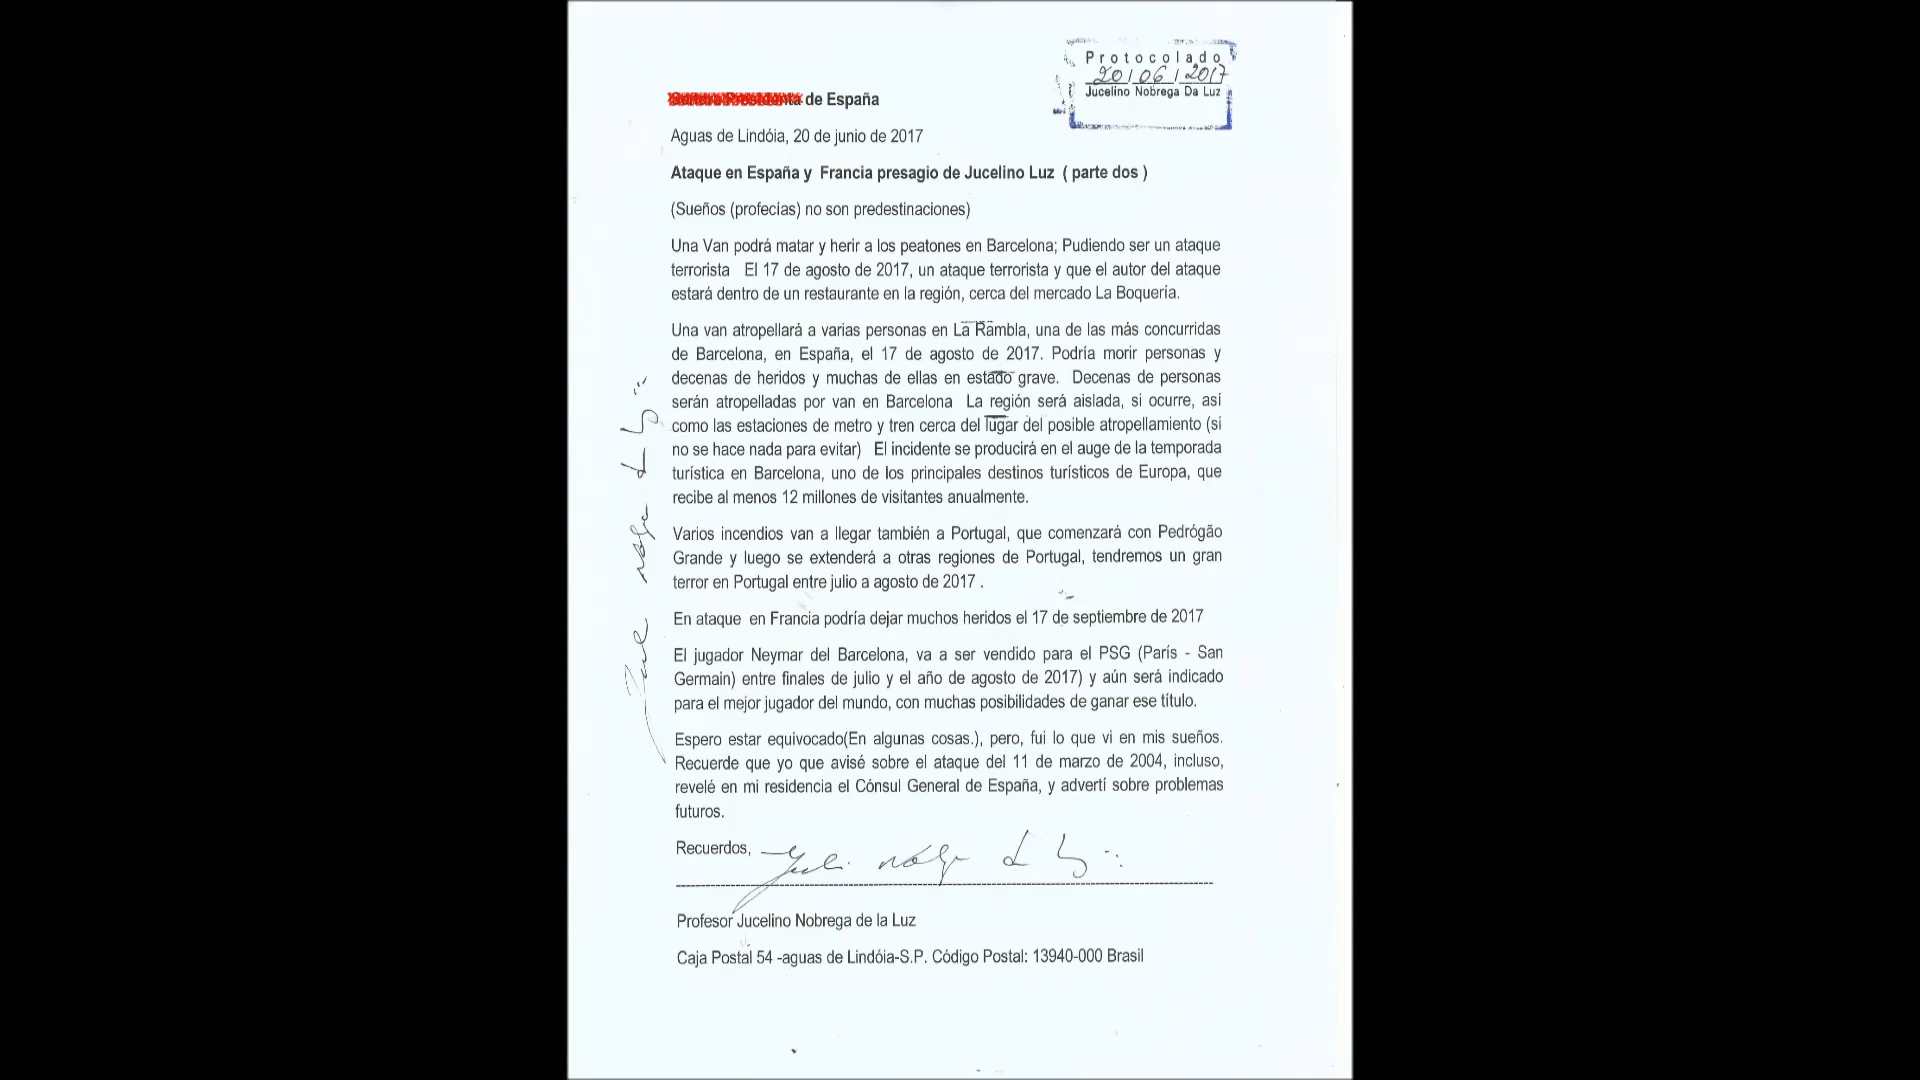 Protocolado
20/06/2017
Jucelino Nobrega Da Luz
de España
Aguas de Lindóia, 20 de junio de 2017
Ataque en España y Francia presagio de Jucelino Luz ( parte dos )
(Sueños (profecías) no son predestinaciones)
Una Van podrá matar y herir a los peatones en Barcelona; Pudiendo ser un ataque
terrorista El 17 de agosto de 2017, un ataque terrorista y que el autor del ataque
estará dentro de un restaurante en la región, cerca del mercado La Boquería.
Una van atropellará a varias personas en La Rambla, una de las más concurridas
de Barcelona, en España, el 17 de agosto de 2017. Podría morir personas y
decenas de heridos y muchas de ellas en estado grave. Decenas de personas
serán atropelladas por van en Barcelona La región será aislada, si ocurre, así
como las estaciones de metro y tren cerca del lugar del posible atropellamiento (si
no se hace nada para evitar) El incidente se producirá en el auge de la temporada
turística en Barcelona, uno de los principales destinos turísticos de Europa, que
recibe al menos 12 millones de visitantes anualmente.
Varios incendios van a llegar también a Portugal, que comenzará con Pedrógão
Grande y luego se extenderá a otras regiones de Portugal, tendremos un gran
terror en Portugal entre julio a agosto de 2017 .
En ataque en Francia podría dejar muchos heridos el 17 de septiembre de 2017
El jugador Neymar del Barcelona, va a ser vendido para el PSG (París - San
Germain) entre finales de julio y el año de agosto de 2017) y aún será indicado
para el mejor jugador del mundo, con muchas posibilidades de ganar ese título.
Espero estar equivocado(En algunas cosas.), pero, fui lo que vi en mis sueños.
Recuerde que yo que avisé sobre el ataque del 11 de marzo de 2004, incluso,
revelé en mi residencia el Cónsul General de España, y advertí sobre problemas
futuros.
Recuerdos,
Profesor Jucelino Nobrega de la Luz
Caja Postal 54 -aguas de Lindóia-S.P. Código Postal: 13940-000 Brasil